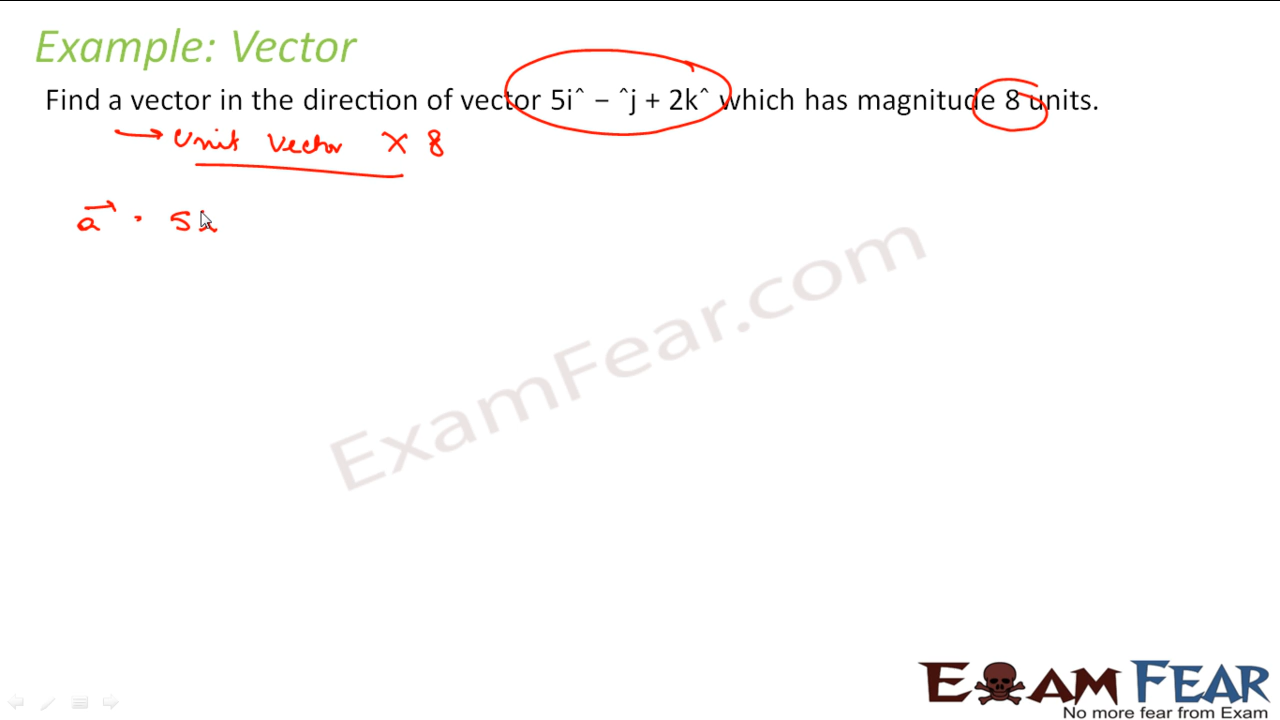 Example: Vector
Find a vector in the direction of vector 5iˆ − ˆj + 2kˆ which has magnitude 8 units.
→ Unit Vector × 8
a→ · 5i
ExamFear.com
EXAM FEAR
No more fear from Exam